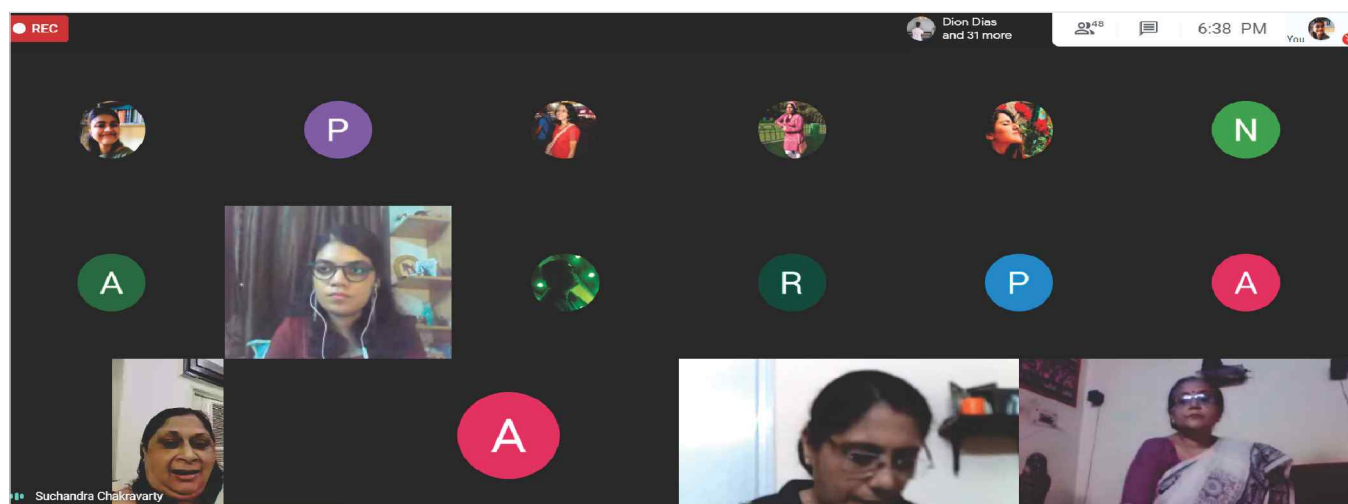 REC
Dion Dias
and 31 more
48
6:38 PM
You
P
N
A
R
P
A
A
Suchandra Chakravarty